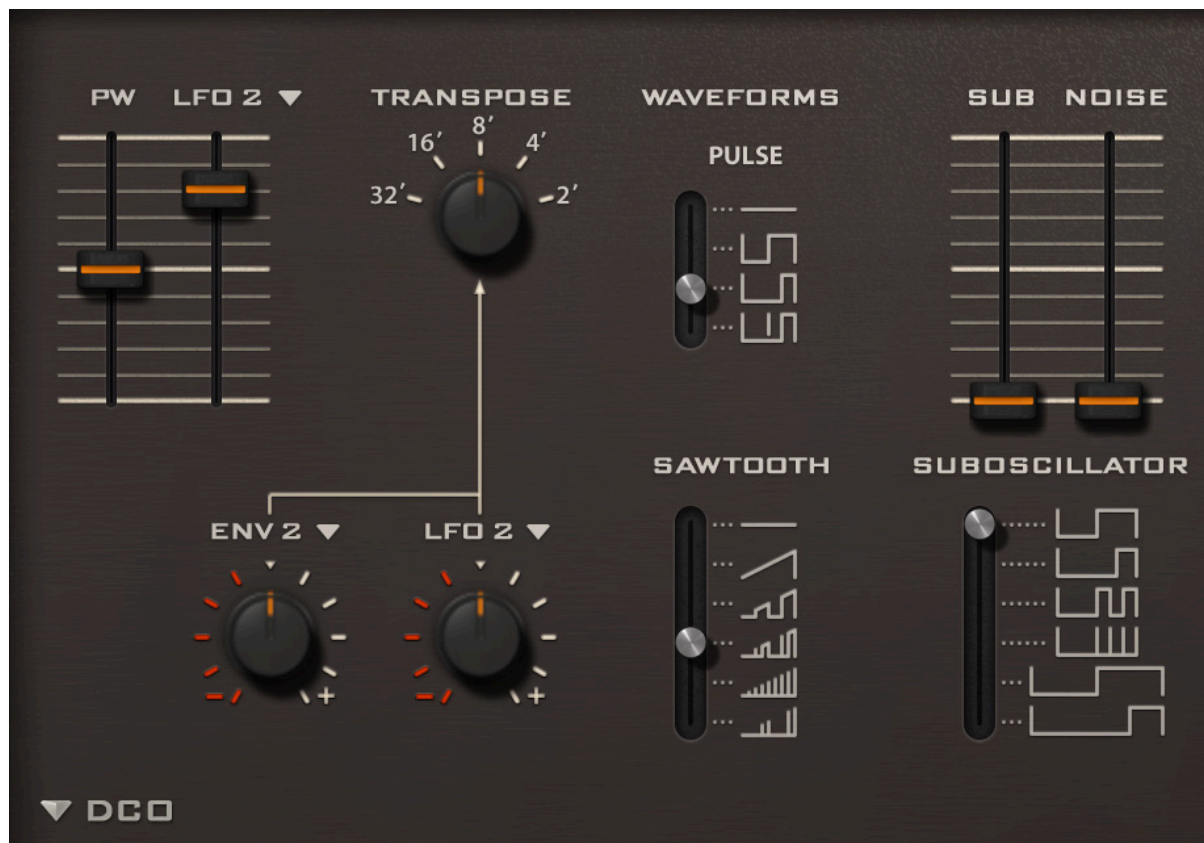 PW LFO 2 TRANSPOSE WAVEFORMS SUB NOISE
8'
16' 4'
32' 2'
PULSE
SAWTOOTH SUBOSCILLATOR
ENV 2 LFO 2
- + - +
DCO